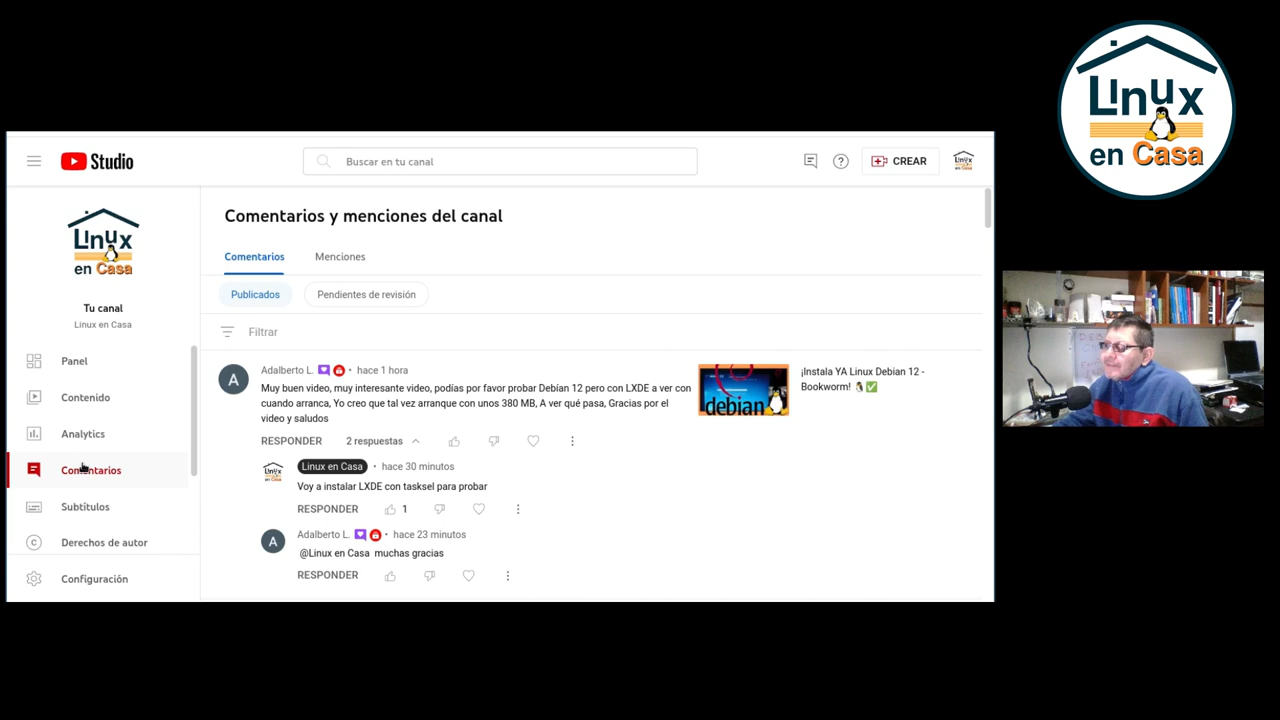 Linux
en Casa
Studio
Buscar en tu canal
CREAR
Linux
en Casa
Linux
en Casa
Tu canal
Linux en Casa
Panel
Contenido
Analytics
Comentarios
Subtítulos
Derechos de autor
Configuración
Comentarios y menciones del canal
Comentarios
Menciones
Publicados
Pendientes de revisión
Filtrar
A
Adalberto L. • hace 1 hora
Muy buen video, muy interesante video, podías por favor probar Debían 12 pero con LXDE a ver con
cuando arranca, Yo creo que tal vez arranque con unos 380 MB, A ver qué pasa, Gracias por el
video y saludos
debian
¡Instala YA Linux Debian 12 -
Bookworm! 🐧✅
RESPONDER
2 respuestas
Linux en Casa • hace 30 minutos
Voy a instalar LXDE con tasksel para probar
RESPONDER
1
A
Adalberto L. • hace 23 minutos
@Linux en Casa muchas gracias
RESPONDER